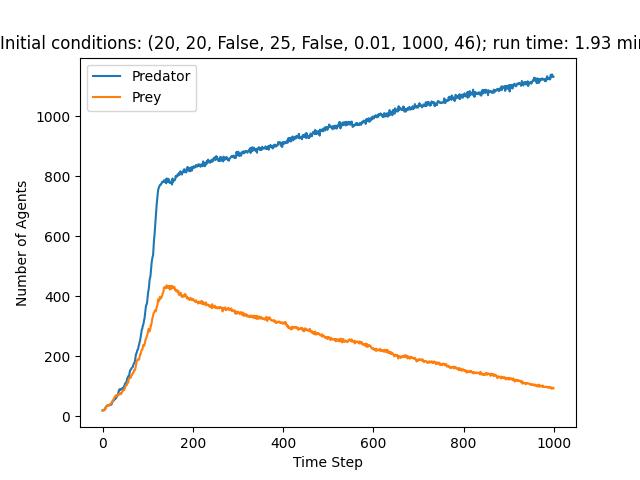 Initial conditions: (20, 20, False, 25, False, 0.01, 1000, 46); run time: 1.93
Predator
Prey
Number of Agents
1000
800
600
400
200
0
0 200 400 600 800 1000
Time Step